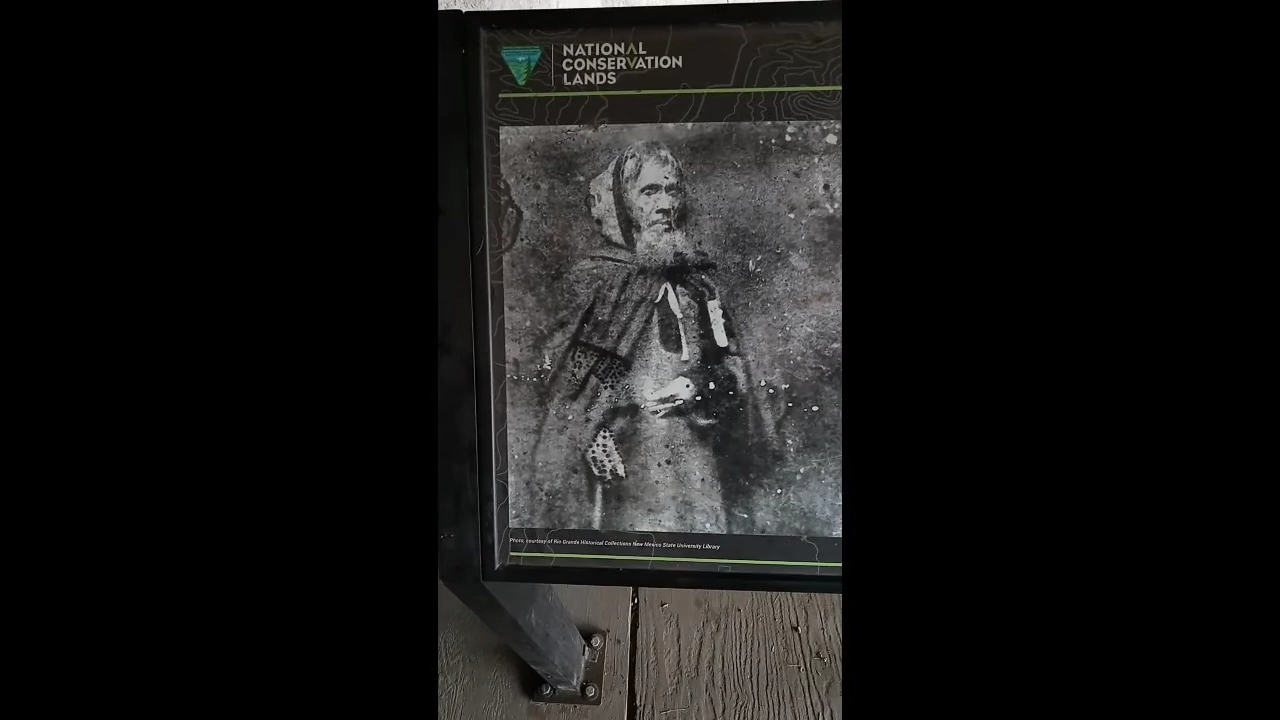 NATIONAL
CONSERVATION
LANDS
Photo, courtesy of Rio Grande Historical Collections New Mexico State University Library